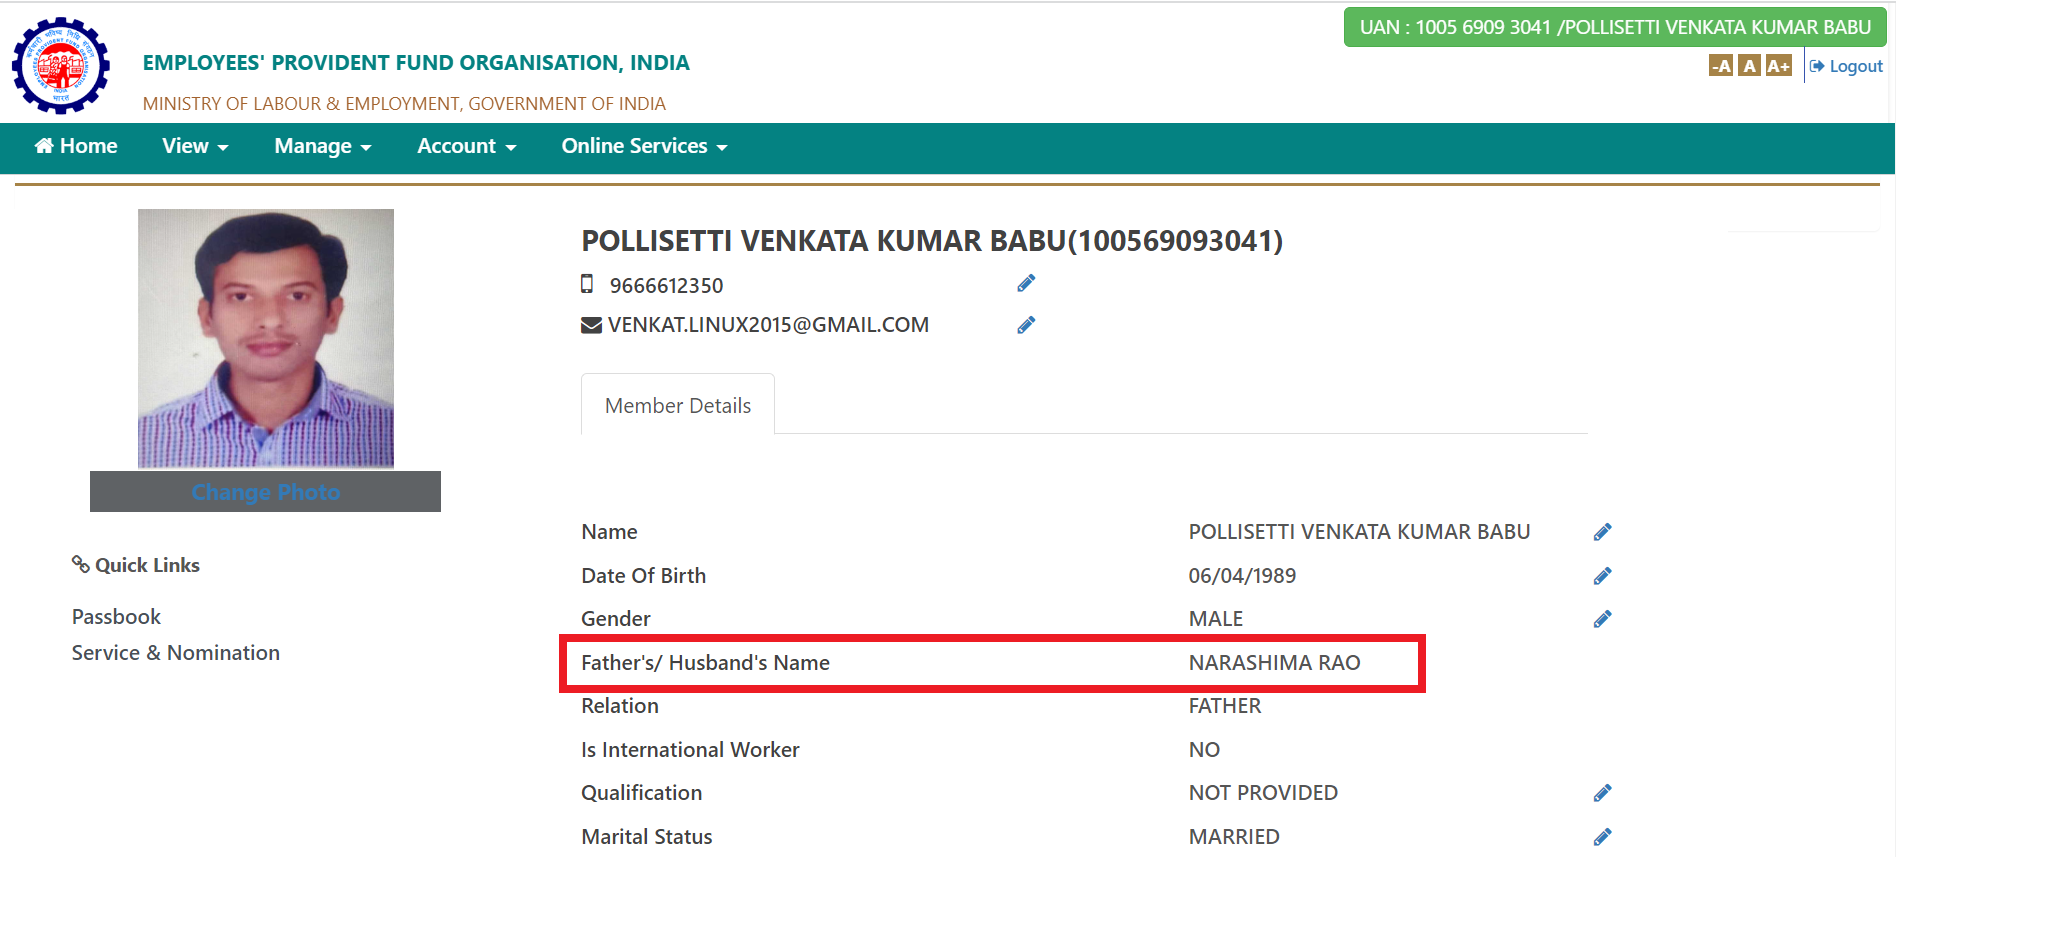 UAN : 1005 6909 3041 /POLLISETTI VENKATA KUMAR BABU
EMPLOYEES' PROVIDENT FUND ORGANISATION, INDIA
-A A A+ Logout
MINISTRY OF LABOUR & EMPLOYMENT, GOVERNMENT OF INDIA
Home View Manage Account Online Services
POLLISETTI VENKATA KUMAR BABU(100569093041)
9666612350
VENKAT.LINUX2015@GMAIL.COM
Member Details
Change Photo
Quick Links
Passbook
Service & Nomination
Name POLLISETTI VENKATA KUMAR BABU
Date Of Birth 06/04/1989
Gender MALE
Father's/ Husband's Name NARASHIMA RAO
Relation FATHER
Is International Worker NO
Qualification NOT PROVIDED
Marital Status MARRIED